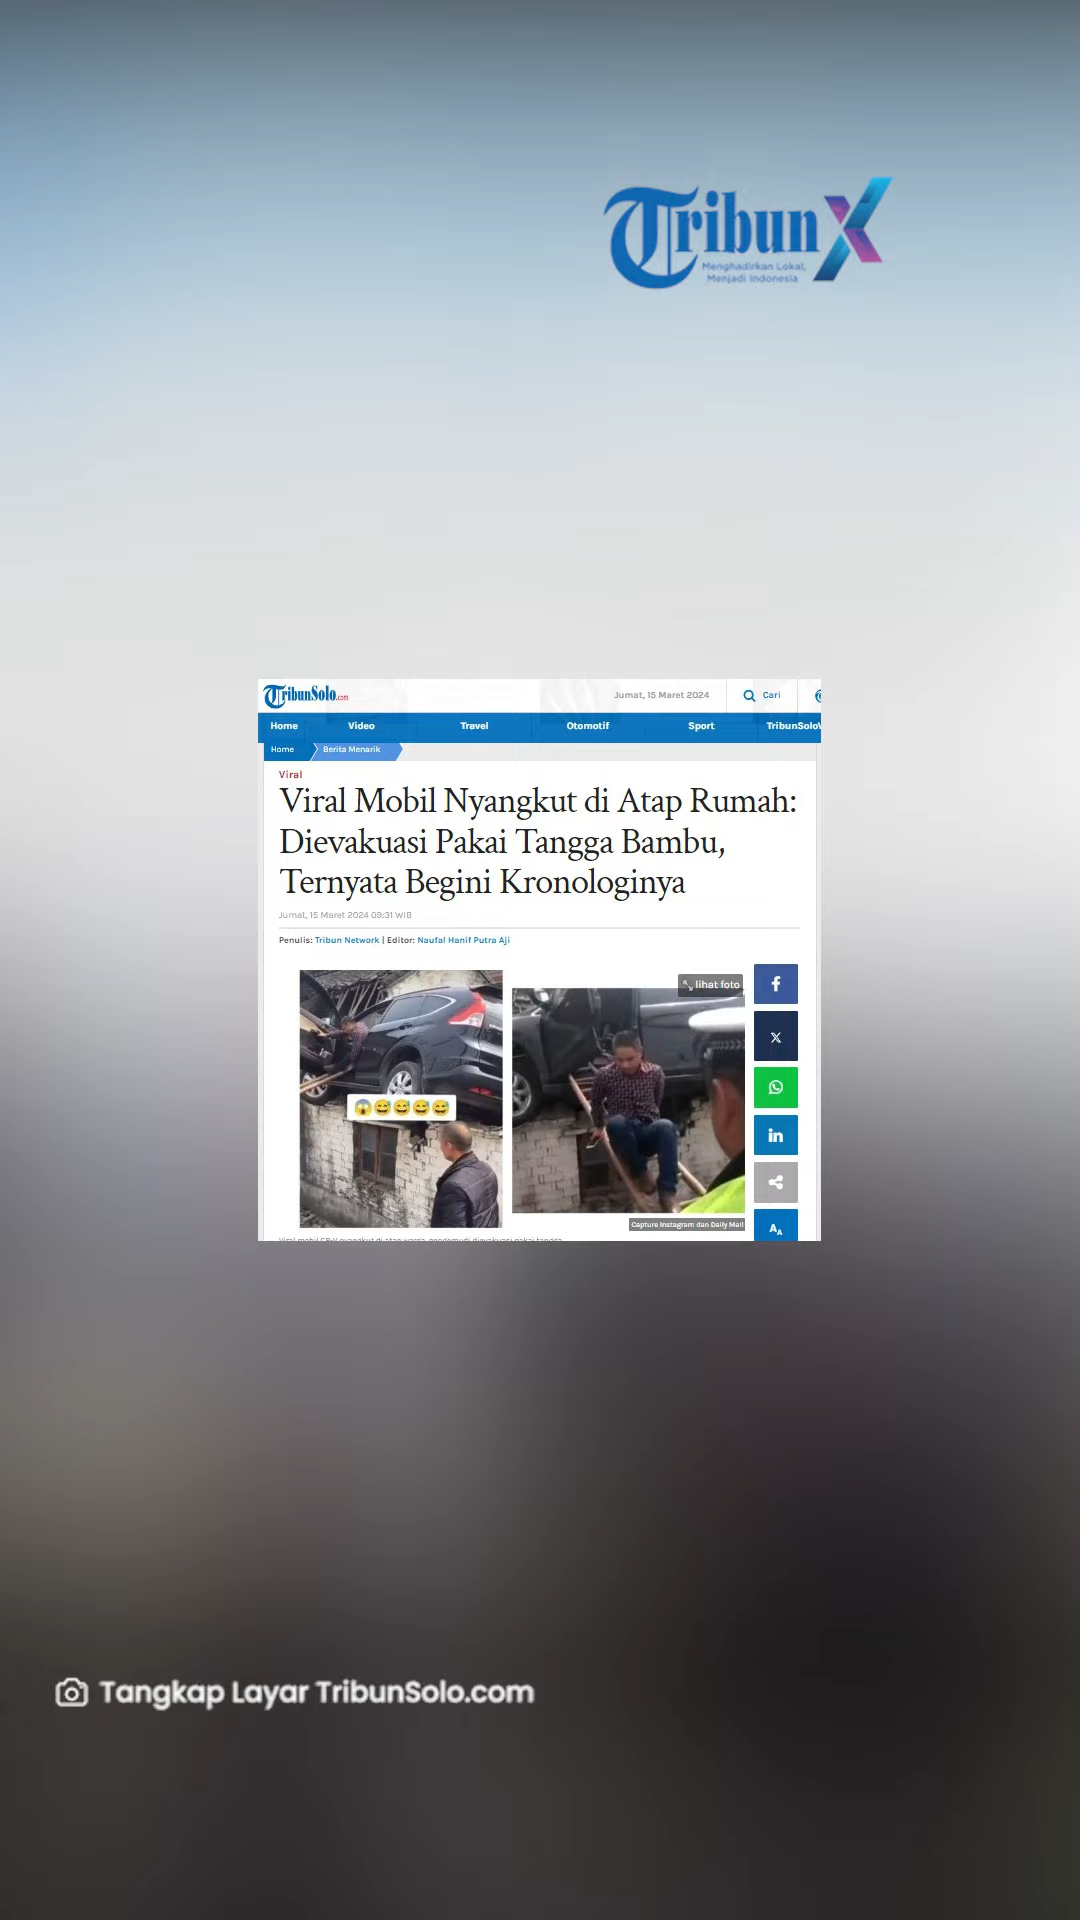 TribunX
Menghadirkan Lokal,
Menjadi Indonesia
TribunSolo.com
Jumat, 15 Maret 2024
Cari
Home
Video
Travel
Otomotif
Sport
Home
Berita Menarik
Viral
Viral Mobil Nyangkut di Atap Rumah:
Dievakuasi Pakai Tangga Bambu,
Ternyata Begini Kronologinya
Jumat, 15 Maret 2024 09:31 WIB
Penulis: Tribun Network | Editor: Naufal Hanif Putra Aji
lihat foto
Capture Instagram dan Daily Mail
Tangkap Layar TribunSolo.com